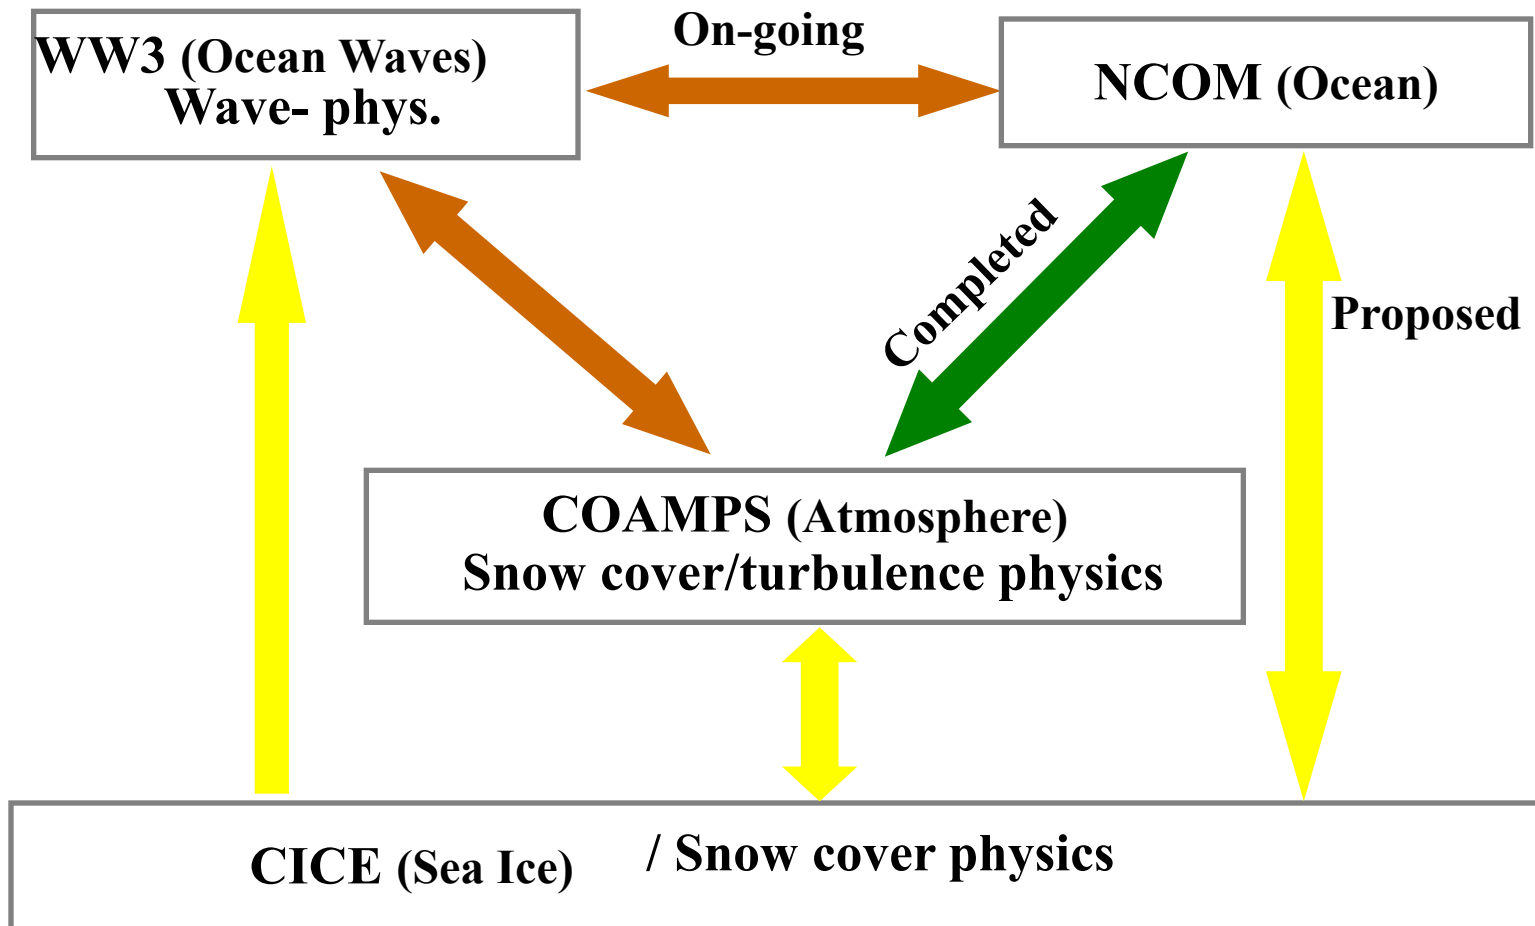 WW3 (Ocean Waves)
Wave- phys.
On-going
NCOM (Ocean)
Completed
Proposed
COAMPS (Atmosphere)
Snow cover/turbulence physics
CICE (Sea Ice) / Snow cover physics